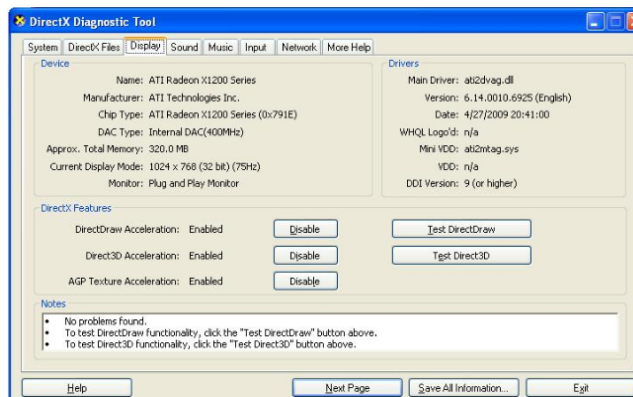 DirectX Diagnostic Tool
System DirectX Files Display Sound Music Input Network More Help
Device
Name: ATI Radeon X1200 Series
Manufacturer: ATI Technologies Inc.
Chip Type: ATI Radeon X1200 Series (0x791E)
DAC Type: Internal DAC(400MHz)
Approx. Total Memory: 320.0 MB
Current Display Mode: 1024 x 768 (32 bit) (75Hz)
Monitor: Plug and Play Monitor
Drivers
Main Driver: ati2dvag.dll
Version: 6.14.0010.6925 (English)
Date: 4/27/2009 20:41:00
WHQL Logo'd: n/a
Mini VDD: ati2mtag.sys
VDD: n/a
DDI Version: 9 (or higher)
DirectX Features
DirectDraw Acceleration: Enabled Disable Test DirectDraw
Direct3D Acceleration: Enabled Disable Test Direct3D
AGP Texture Acceleration: Enabled Disable
Notes
• No problems found.
• To test DirectDraw functionality, click the "Test DirectDraw" button above.
• To test Direct3D functionality, click the "Test Direct3D" button above.
Help Next Page Save All Information... Exit